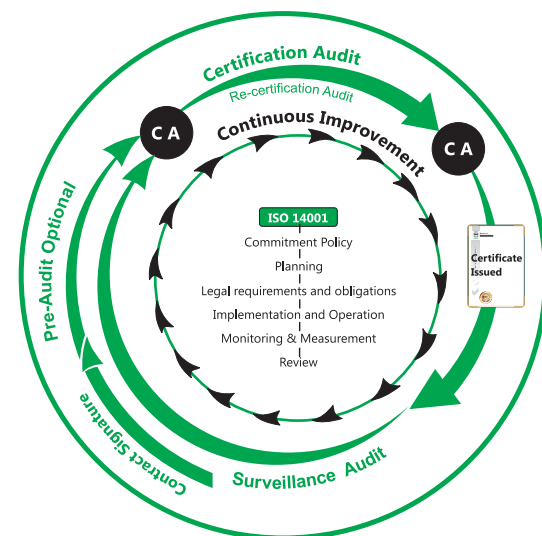 Certification Audit
Re-certification Audit
Continuous Improvement
C A
C A
Pre-Audit Optional
Contract Signature
Surveillance Audit
Certificate
Issued
ISO 14001
Commitment Policy
Planning
Legal requirements and obligations
Implementation and Operation
Monitoring & Measurement
Review